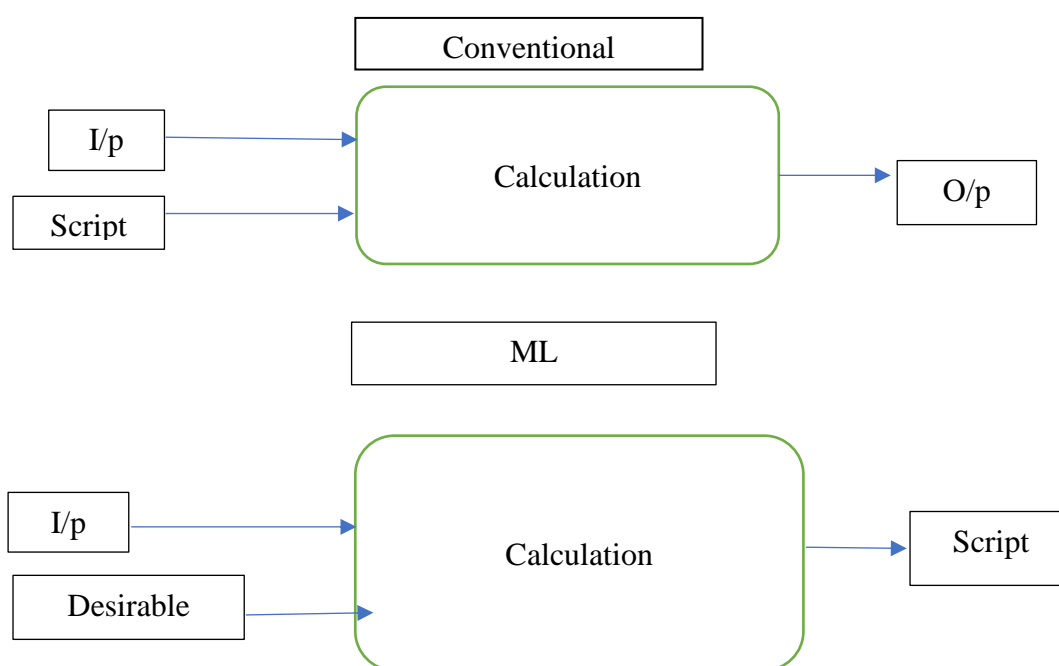 Conventional
I/p
Script
Calculation
O/p
ML
I/p
Desirable
Calculation
Script